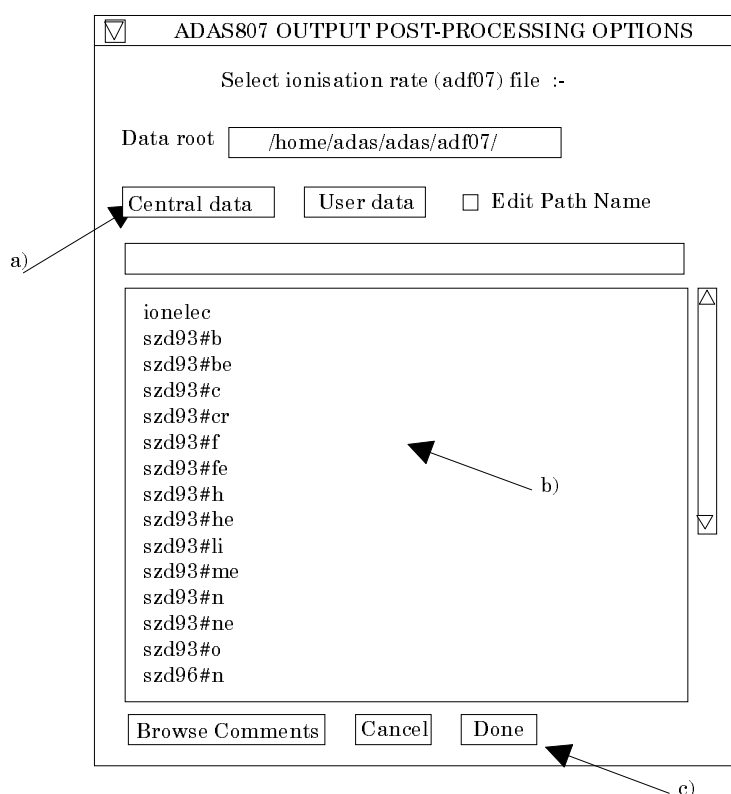 ADAS807 OUTPUT POST-PROCESSING OPTIONS
Select ionisation rate (adf07) file :-
Data root /home/adas/adas/adf07/
Central data User data Edit Path Name
a)
ionelec
szd93#b
szd93#be
szd93#c
szd93#cr
szd93#f
szd93#fe
szd93#h
szd93#he
szd93#li
szd93#me
szd93#n
szd93#ne
szd93#o
szd96#n
b)
Browse Comments Cancel Done
c)